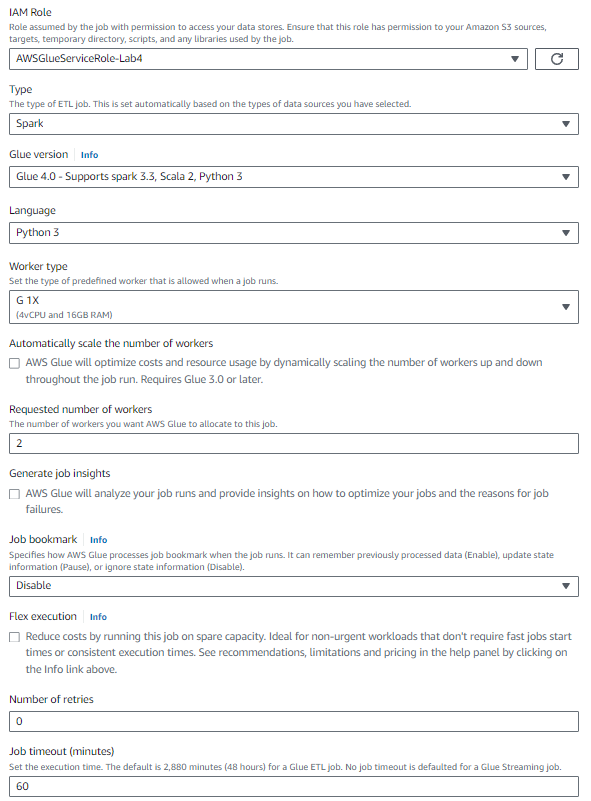 IAM Role
Role assumed by the job with permission to access your data stores. Ensure that this role has permission to your Amazon S3 sources,
targets, temporary directory, scripts, and any libraries used by the job.
AWSGlueServiceRole-Lab4
Type
The type of ETL job. This is set automatically based on the types of data sources you have selected.
Spark
Glue version Info
Glue 4.0 - Supports spark 3.3, Scala 2, Python 3
Language
Python 3
Worker type
Set the type of predefined worker that is allowed when a job runs.
G 1X
(4vCPU and 16GB RAM)
Automatically scale the number of workers
AWS Glue will optimize costs and resource usage by dynamically scaling the number of workers up and down
throughout the job run. Requires Glue 3.0 or later.
Requested number of workers
The number of workers you want AWS Glue to allocate to this job.
2
Generate job insights
AWS Glue will analyze your job runs and provide insights on how to optimize your jobs and the reasons for job
failures.
Job bookmark Info
Specifies how AWS Glue processes job bookmark when the job runs. It can remember previously processed data (Enable), update state
information (Pause), or ignore state information (Disable).
Disable
Flex execution Info
Reduce costs by running this job on spare capacity. Ideal for non-urgent workloads that don't require fast jobs start
times or consistent execution times. See recommendations, limitations and pricing in the help panel by clicking on
the Info link above.
Number of retries
0
Job timeout (minutes)
Set the execution time. The default is 2,880 minutes (48 hours) for a Glue ETL job. No job timeout is defaulted for a Glue Streaming job.
60